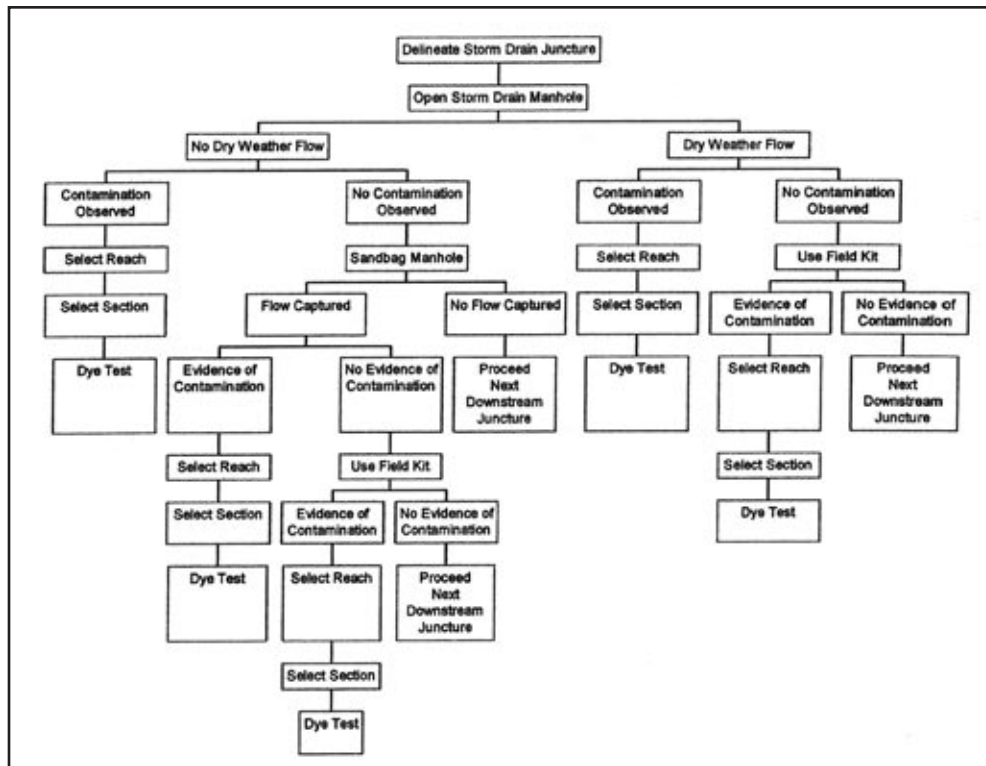 Delineate Storm Drain Juncture
Open Storm Drain Manhole
No Dry Weather Flow
Dry Weather Flow
Contamination
Observed
No Contamination
Observed
Contamination
Observed
No Contamination
Observed
Select Reach
Sandbag Manhole
Select Reach
Use Field Kit
Select Section
Flow Captured
No Flow Captured
Select Section
Evidence of
Contamination
No Evidence of
Contamination
Dye Test
Evidence of
Contamination
No Evidence of
Contamination
Proceed
Next
Downstream
Juncture
Dye Test
Select Reach
Proceed
Next
Downstream
Juncture
Select Reach
Use Field Kit
Select Section
Select Section
Evidence of
Contamination
No Evidence of
Contamination
Dye Test
Dye Test
Select Reach
Proceed
Next
Downstream
Juncture
Select Section
Dye Test